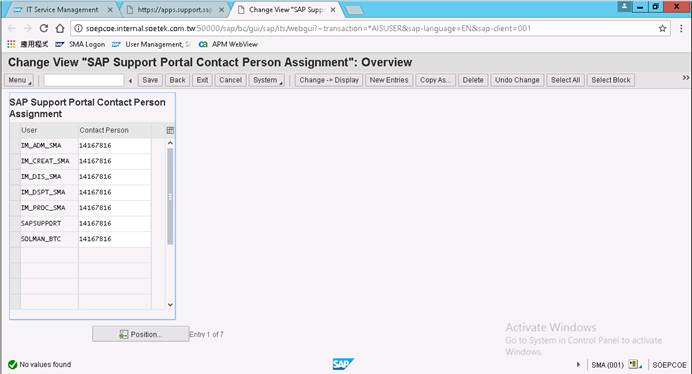 IT Service Management
https://apps.support.sap
Change View "SAP Supp
soepcoe.internal.soetek.com.tw:50000/sap/bc/gui/sap/its/webgui?~transaction=*AISUSER&sap-language=EN&sap-client=001
應用程式 SMA Logon User Management, S APM WebView
Change View "SAP Support Portal Contact Person Assignment": Overview
Menu Save Back Exit Cancel System Change -> Display New Entries Copy As... Delete Undo Change Select All Select Block
SAP Support Portal Contact Person
Assignment
User Contact Person
IM_ADM_SMA 14167816
IM_CREAT_SMA 14167816
IM_DIS_SMA 14167816
IM_DSPT_SMA 14167816
IM_PROC_SMA 14167816
SAPSUPPORT 14167816
SOLMAN_BTC 14167816
Position... Entry 1 of 7
Activate Windows
Go to System in Control Panel to activate
Windows.
No values found SAP SMA (001) SOEPCOE